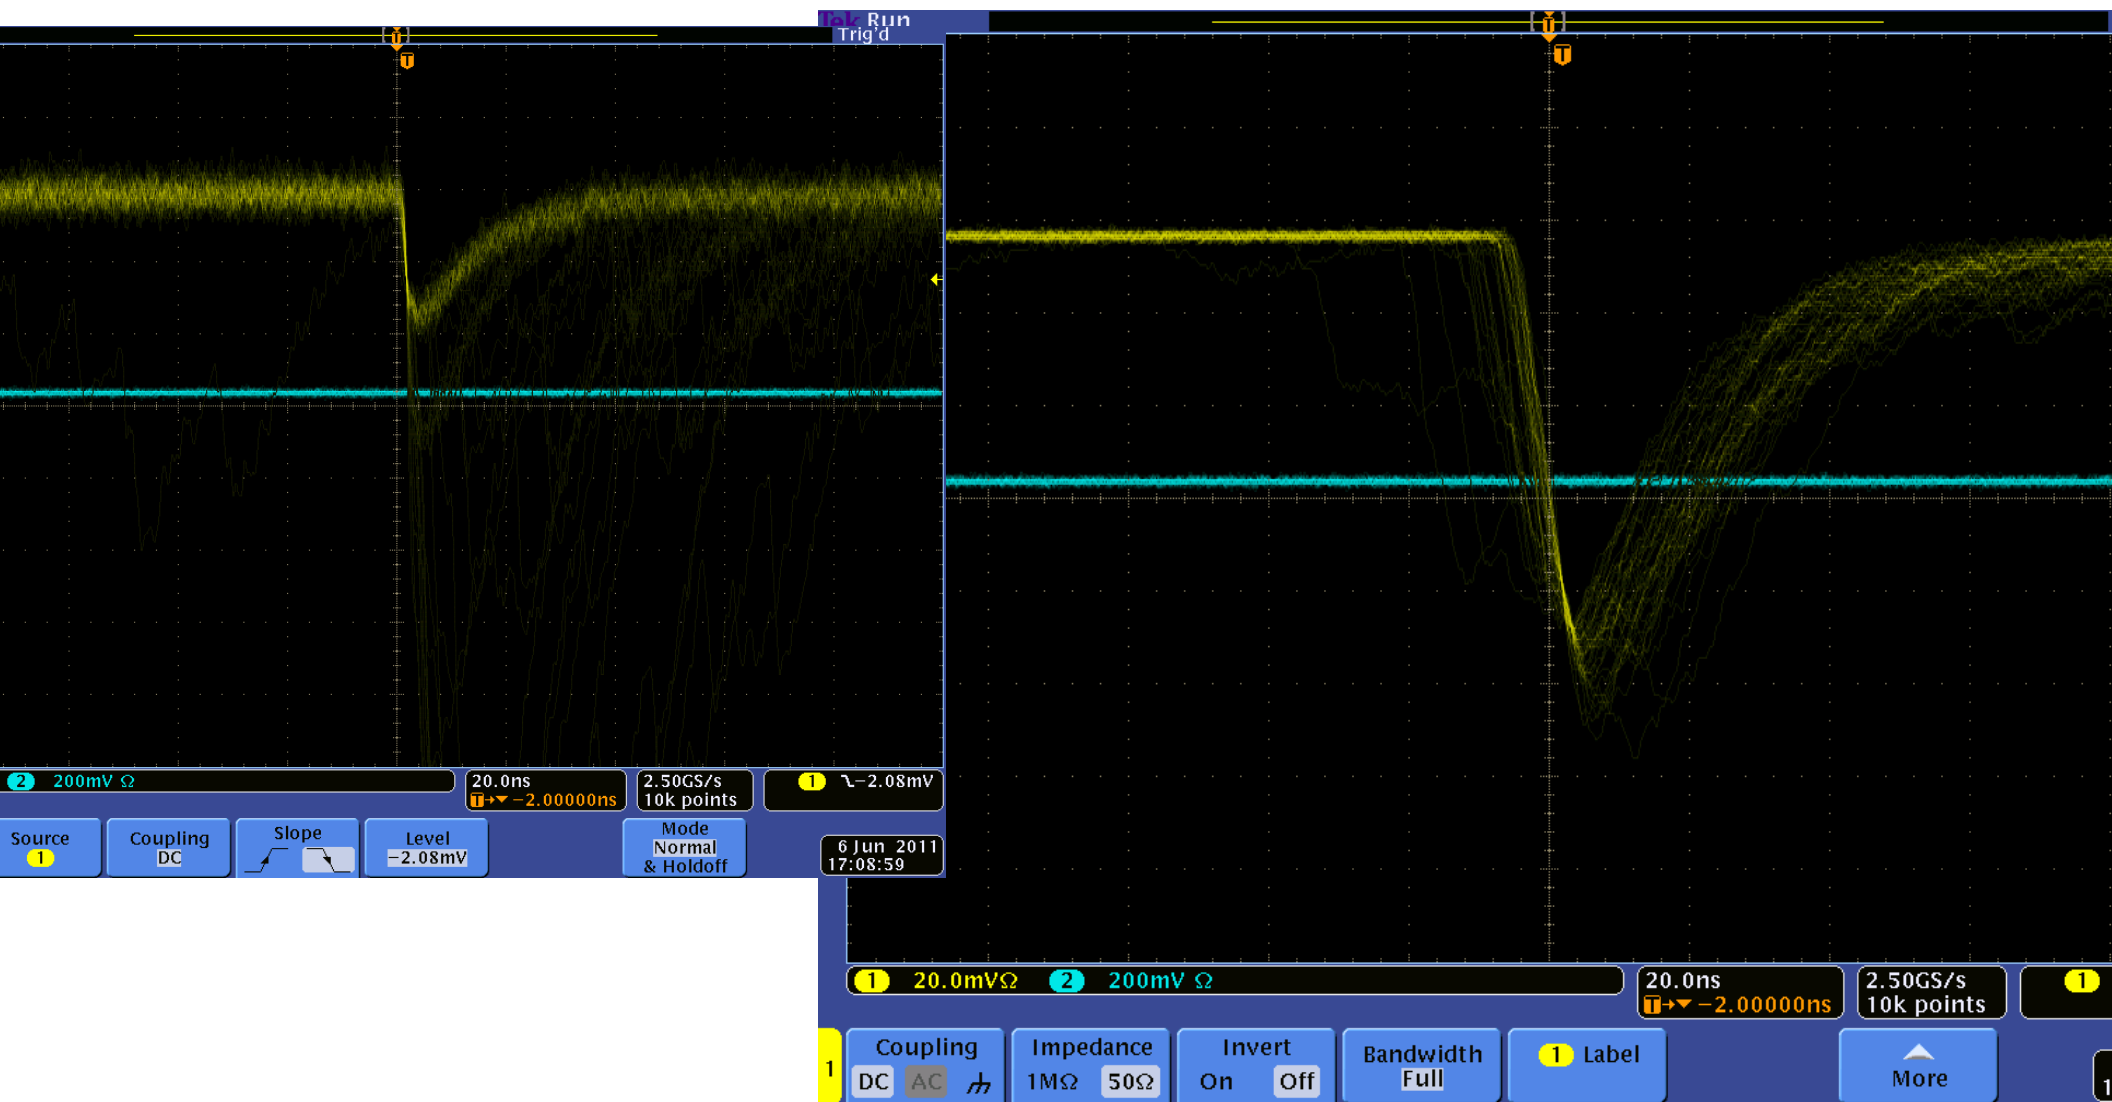 Tek Run
Trig'd
T
T
2 200mV Ω
20.0ns
T→▼ −2.00000ns
2.50GS/s
10k points
1 −2.08mV
Source
1
Coupling
DC
Slope
Level
−2.08mV
Mode
Normal
& Holdoff
6 Jun 2011
17:08:59
T
T
1 20.0mVΩ 2 200mV Ω
20.0ns
T→▼ −2.00000ns
2.50GS/s
10k points
1
1
Coupling
DC AC
Impedance
1MΩ 50Ω
Invert
On Off
Bandwidth
Full
1 Label
More
1